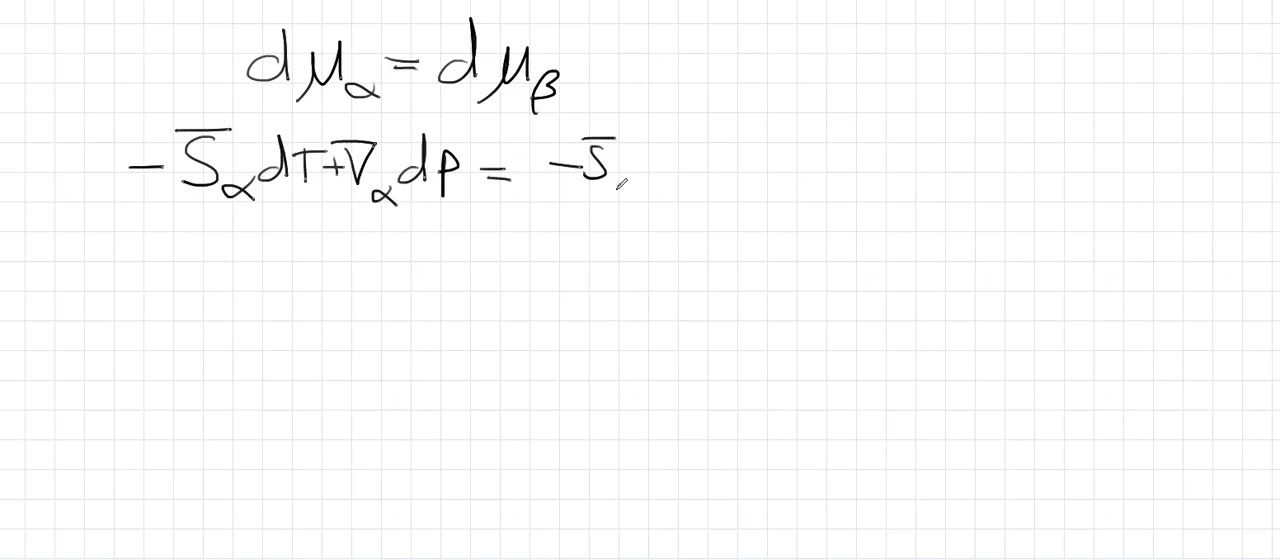 dμ_α = dμ_β
−S̅_α dT + V̅_α dp = −S̅